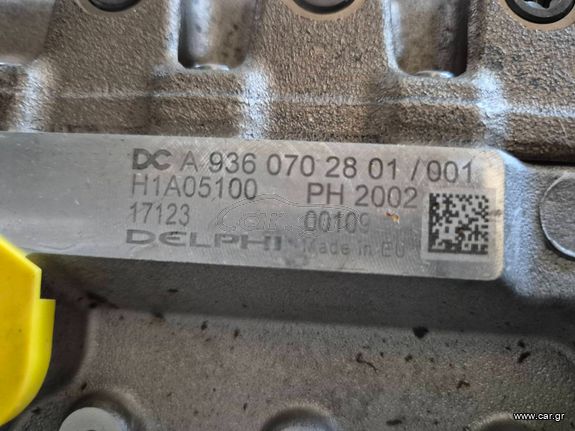 DC A 936 070 28 01 / 001
H1A05100 PH 2002
17123 00109
DELPHI Made in EU
www.car.gr